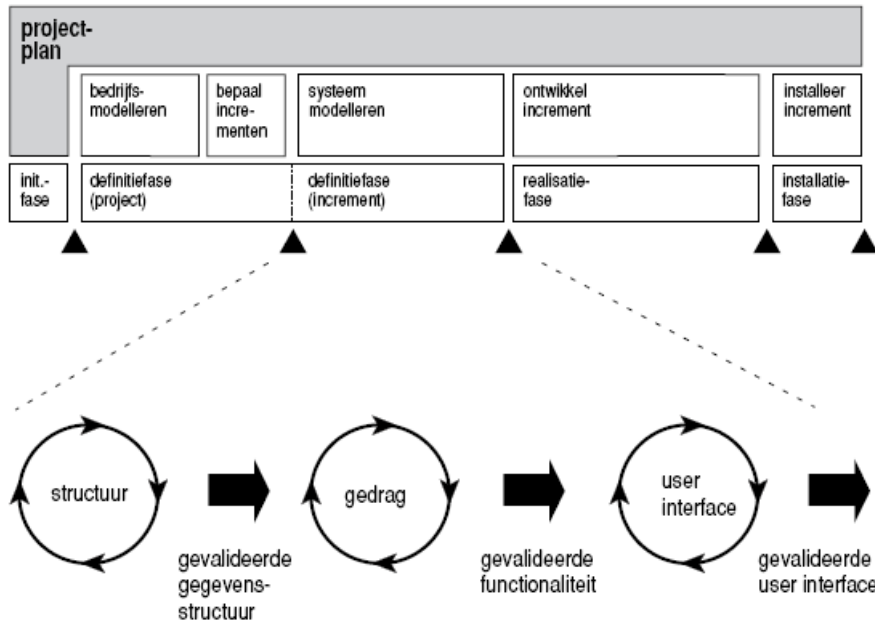 project-
plan
bedrijfs-
modelleren
bepaal
incre-
menten
systeem
modelleren
ontwikkel
increment
installeer
increment
init.-
fase
definitiefase
(project)
definitiefase
(increment)
realisatie-
fase
installatie-
fase
structuur
gedrag
user
interface
gevalideerde
gegevens-
structuur
gevalideerde
functionaliteit
gevalideerde
user interface